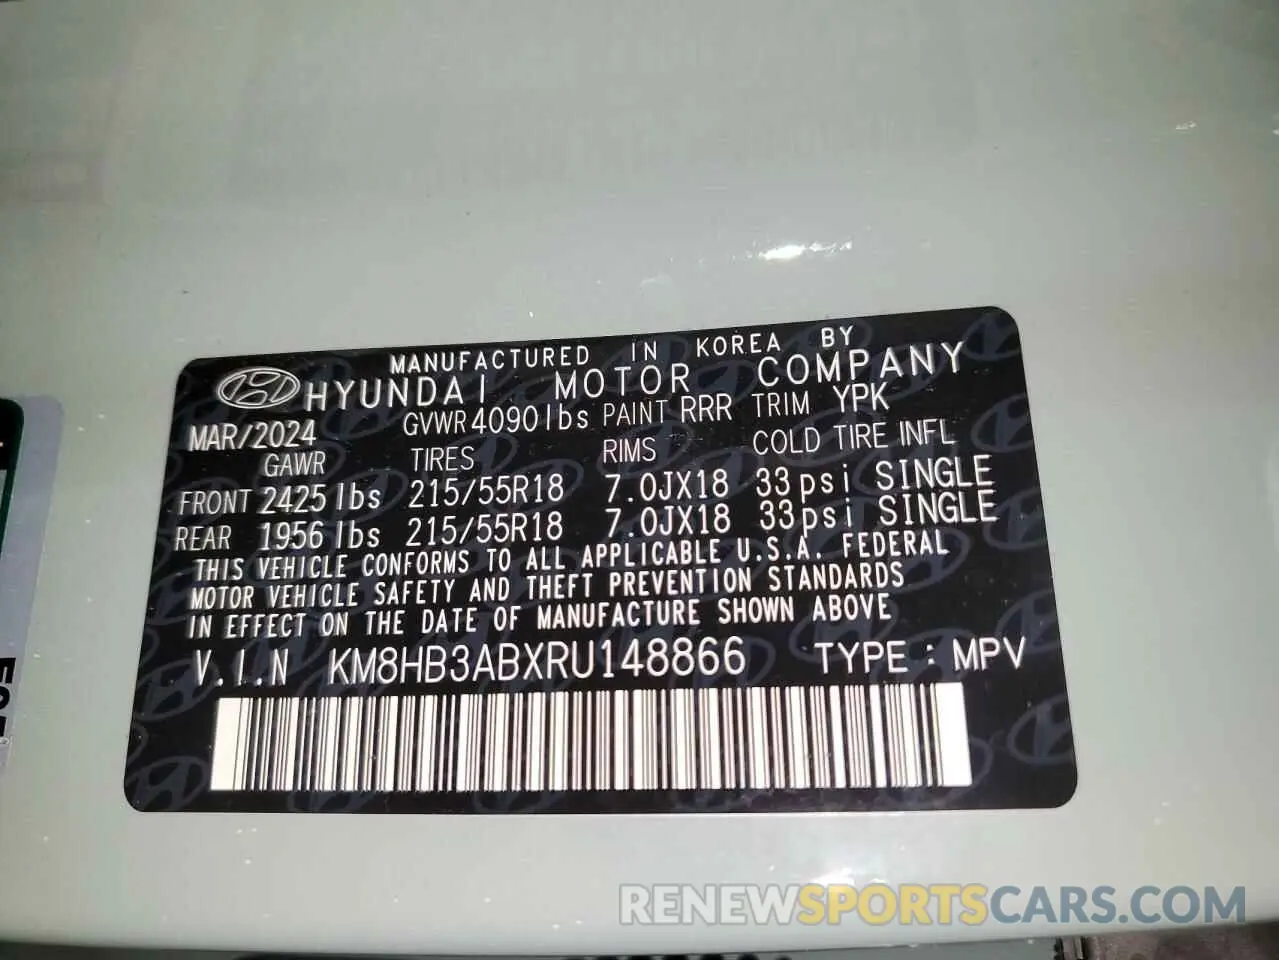 MANUFACTURED IN KOREA BY
HYUNDAI MOTOR COMPANY
MAR/2024 GVWR 4090 lbs PAINT RRR TRIM YPK
GAWR TIRES RIMS COLD TIRE INFL
FRONT 2425 lbs 215/55R18 7.0JX18 33 psi SINGLE
REAR 1956 lbs 215/55R18 7.0JX18 33 psi SINGLE
THIS VEHICLE CONFORMS TO ALL APPLICABLE U.S.A. FEDERAL
MOTOR VEHICLE SAFETY AND THEFT PREVENTION STANDARDS
IN EFFECT ON THE DATE OF MANUFACTURE SHOWN ABOVE
V.I.N KM8HB3ABXRU148866 TYPE : MPV
RENEWSPORTSCARS.COM